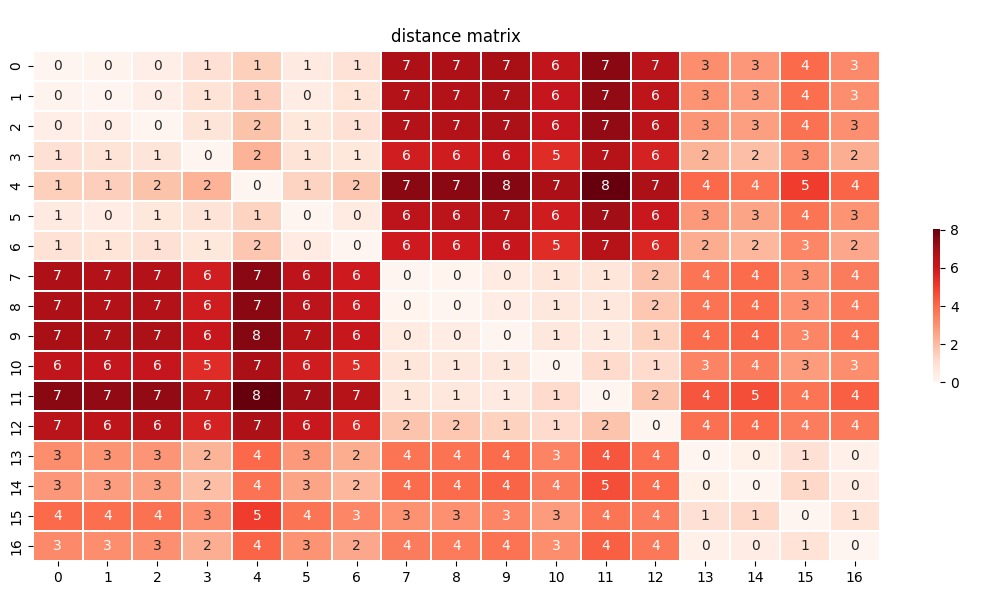 distance matrix
0 0 0 0 1 1 1 1 7 7 7 6 7 7 3 3 4 3
1 0 0 0 1 1 0 1 7 7 7 6 7 6 3 3 4 3
2 0 0 0 1 2 1 1 7 7 7 6 7 6 3 3 4 3
3 1 1 1 0 2 1 1 6 6 6 5 7 6 2 2 3 2
4 1 1 2 2 0 1 2 7 7 8 7 8 7 4 4 5 4
5 1 0 1 1 1 0 0 6 6 7 6 7 6 3 3 4 3
6 1 1 1 1 2 0 0 6 6 6 5 7 6 2 2 3 2
7 7 7 7 6 7 6 6 0 0 0 1 1 2 4 4 3 4
8 7 7 7 6 7 6 6 0 0 0 1 1 2 4 4 3 4
9 7 7 7 6 8 7 6 0 0 0 1 1 1 4 4 3 4
10 6 6 6 5 7 6 5 1 1 1 0 1 1 3 4 3 3
11 7 7 7 7 8 7 7 1 1 1 1 0 2 4 5 4 4
12 7 6 6 6 7 6 6 2 2 1 1 2 0 4 4 4 4
13 3 3 3 2 4 3 2 4 4 4 3 4 4 0 0 1 0
14 3 3 3 2 4 3 2 4 4 4 4 5 4 0 0 1 0
15 4 4 4 3 5 4 3 3 3 3 3 4 4 1 1 0 1
16 3 3 3 2 4 3 2 4 4 4 3 4 4 0 0 1 0
0 1 2 3 4 5 6 7 8 9 10 11 12 13 14 15 16
8
6
4
2
0